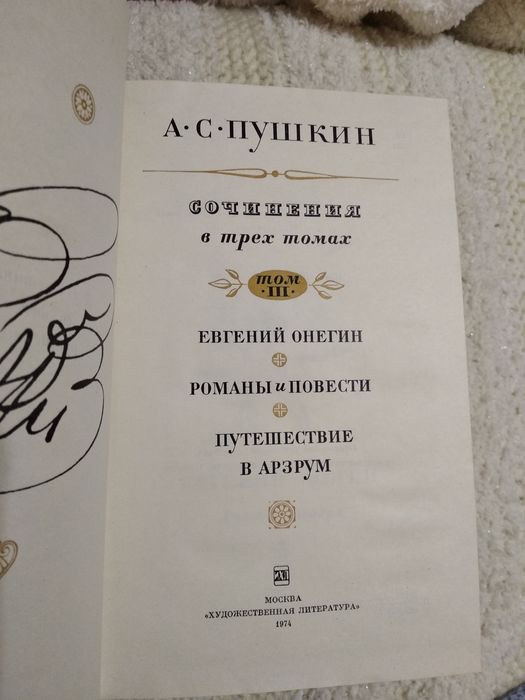 А·С·ПУШКИН
СОЧИНЕНИЯ
в трех томах
том
·III·
ЕВГЕНИЙ ОНЕГИН
РОМАНЫ и ПОВЕСТИ
ПУТЕШЕСТВИЕ
В АРЗРУМ
МОСКВА
«ХУДОЖЕСТВЕННАЯ ЛИТЕРАТУРА»
1974